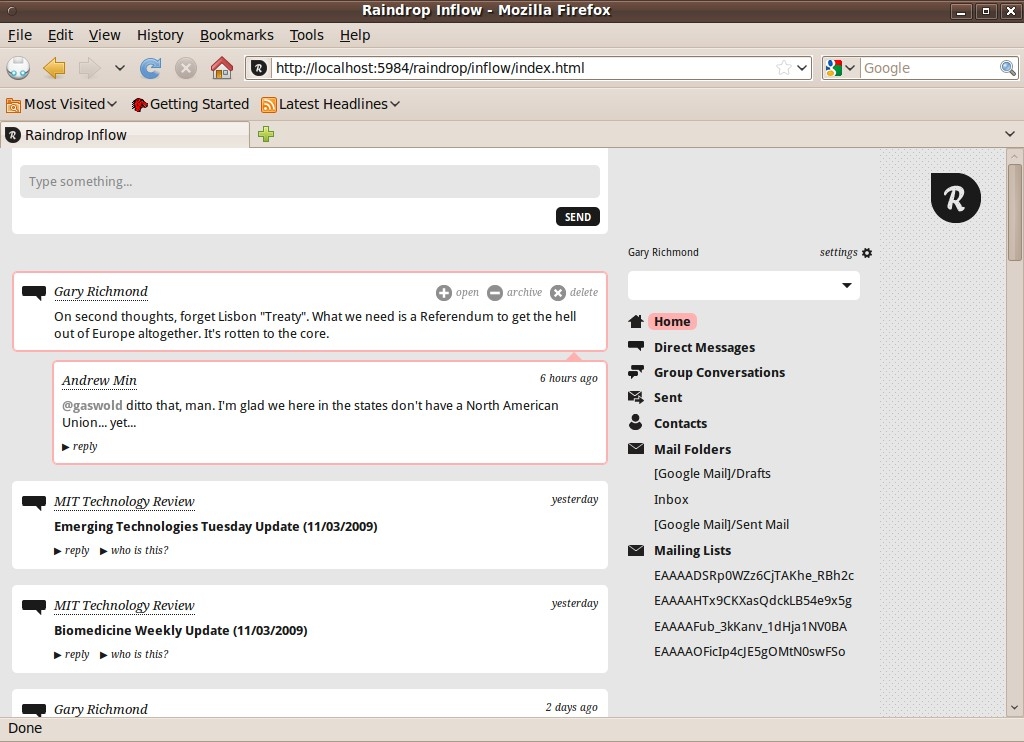 Raindrop Inflow - Mozilla Firefox
File Edit View History Bookmarks Tools Help
http://localhost:5984/raindrop/inflow/index.html
Google
Most Visited Getting Started Latest Headlines
Raindrop Inflow
Type something...
SEND
Gary Richmond
open archive delete
On second thoughts, forget Lisbon "Treaty". What we need is a Referendum to get the hell
out of Europe altogether. It's rotten to the core.
Andrew Min
6 hours ago
@gaswold ditto that, man. I'm glad we here in the states don't have a North American
Union... yet...
reply
MIT Technology Review
yesterday
Emerging Technologies Tuesday Update (11/03/2009)
reply who is this?
MIT Technology Review
yesterday
Biomedicine Weekly Update (11/03/2009)
reply who is this?
Gary Richmond
2 days ago
R
Gary Richmond
settings
Home
Direct Messages
Group Conversations
Sent
Contacts
Mail Folders
[Google Mail]/Drafts
Inbox
[Google Mail]/Sent Mail
Mailing Lists
EAAAADSRp0WZz6CjTAKhe_RBh2c
EAAAAHTx9CKXasQdckLB54e9x5g
EAAAAFub_3kKanv_1dHja1NV0BA
EAAAAOFicIp4cJE5gOMtN0swFSo
Done